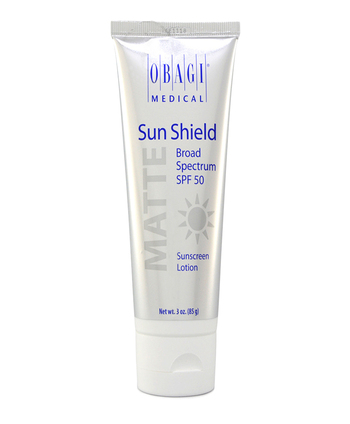 OBAGI®
MEDICAL
Sun Shield
MATTE
Broad
Spectrum
SPF 50
Sunscreen
Lotion
Net wt. 3 oz. (85 g)